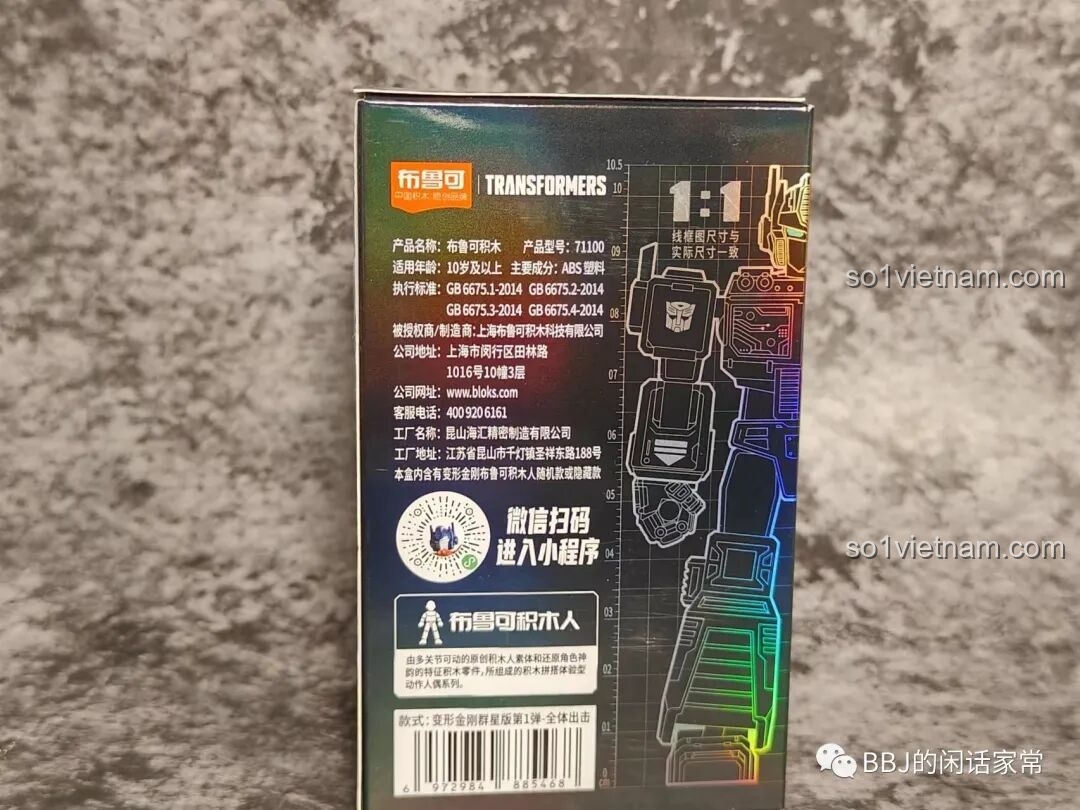 布鲁可 | TRANSFORMERS
中国积木 原创品牌
产品名称：布鲁可积木 产品型号：71100
适用年龄：10岁及以上 主要成分：ABS 塑料
执行标准：GB 6675.1-2014 GB 6675.2-2014
GB 6675.3-2014 GB 6675.4-2014
被授权商/制造商：上海布鲁可积木科技有限公司
公司地址：上海市闵行区田林路
1016号10幢3层
公司网址：www.bloks.com
客服电话：400 920 6161
工厂名称：昆山海汇精密制造有限公司
工厂地址：江苏省昆山市千灯镇圣祥东路188号
本盒内含有变形金刚布鲁可积木人随机款或隐藏款
微信扫码
进入小程序
布鲁可积木人
由多关节可动的原创积木人素体和还原角色神
韵的特征积木零件，所组成的积木拼搭体验型
动作人偶系列。
款式：变形金刚群星版第1弹-全体出击
6 972984 885468
1:1
线框图尺寸与
实际尺寸一致
10.5
10
09
08
07
06
05
04
03
02
01
0
cm
so1vietnam.com
so1vietnam.com
BBJ的闲话家常